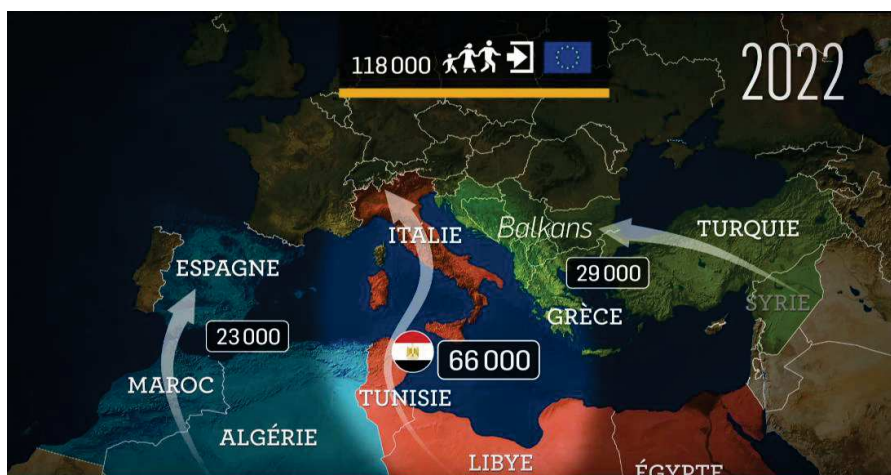 118 000
2022
ITALIE
Balkans
TURQUIE
ESPAGNE
29 000
SYRIE
GRÈCE
23 000
66 000
MAROC
TUNISIE
ALGÉRIE
LIBYE
ÉGYPTE